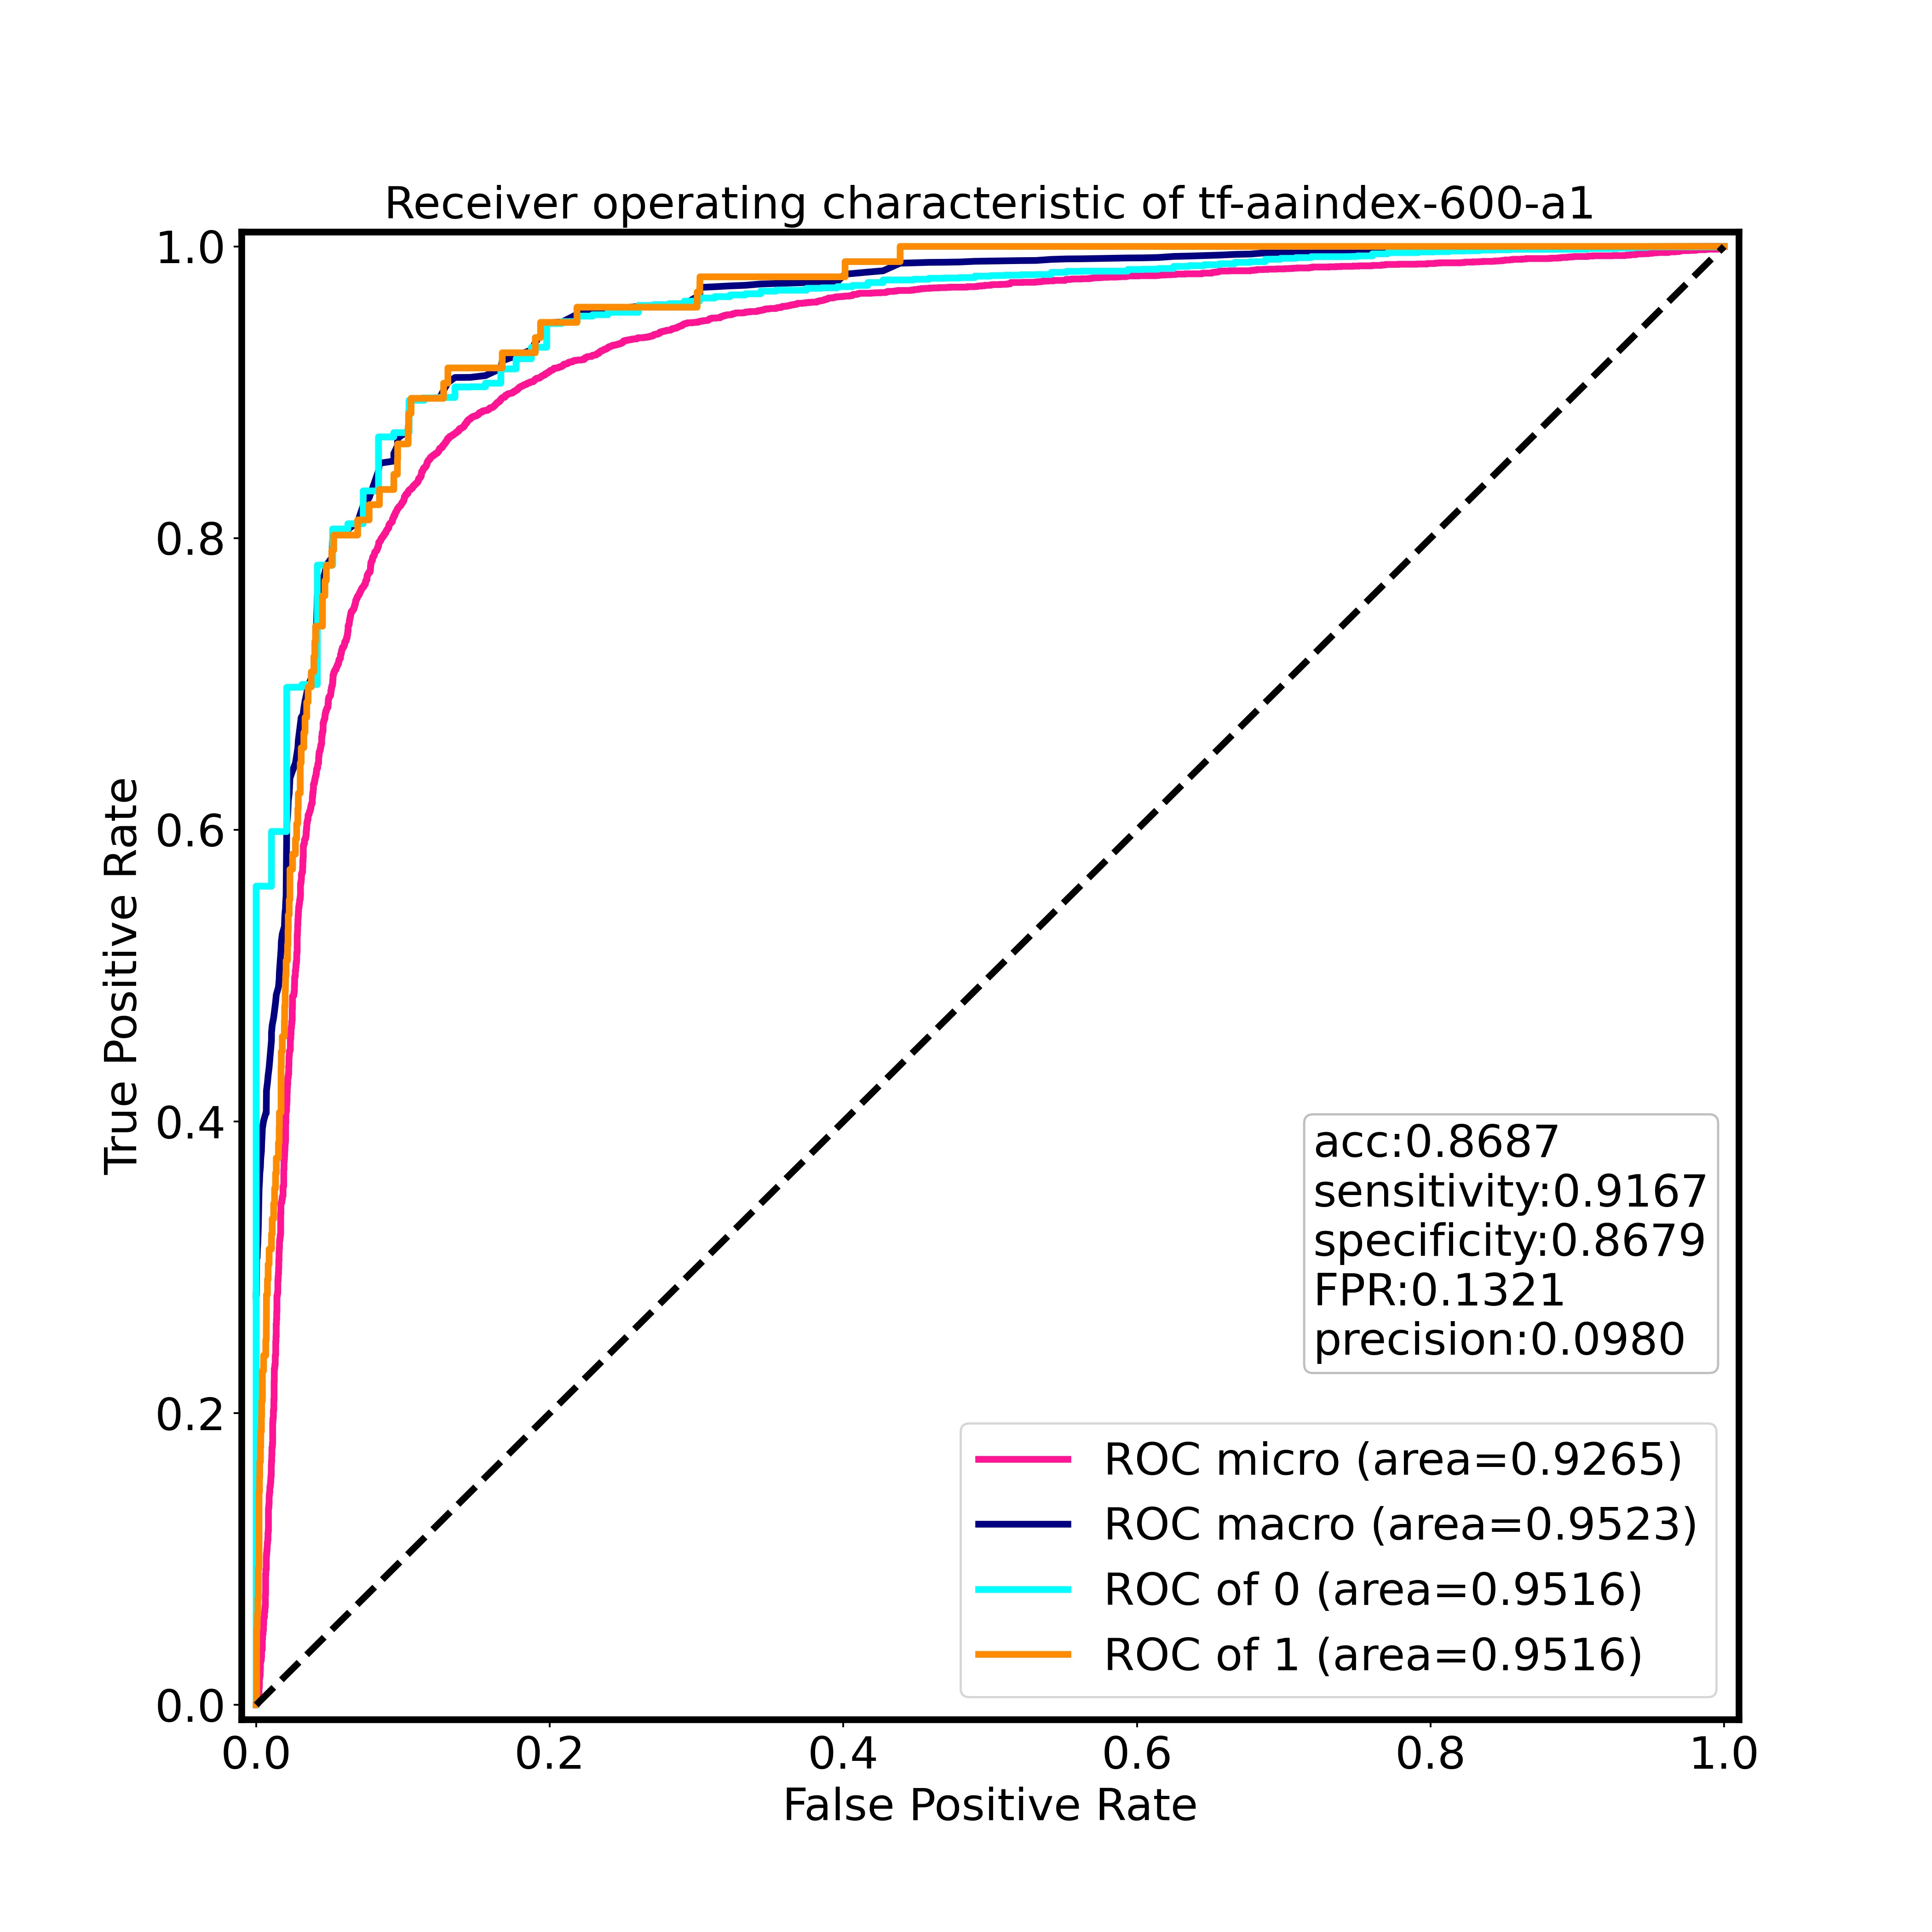 Receiver operating characteristic of tf-aaindex-600-a1
1.0
0.8
0.6
0.4
0.2
0.0
True Positive Rate
acc:0.8687
sensitivity:0.9167
specificity:0.8679
FPR:0.1321
precision:0.0980
ROC micro (area=0.9265)
ROC macro (area=0.9523)
ROC of 0 (area=0.9516)
ROC of 1 (area=0.9516)
0.0 0.2 0.4 0.6 0.8 1.0
False Positive Rate